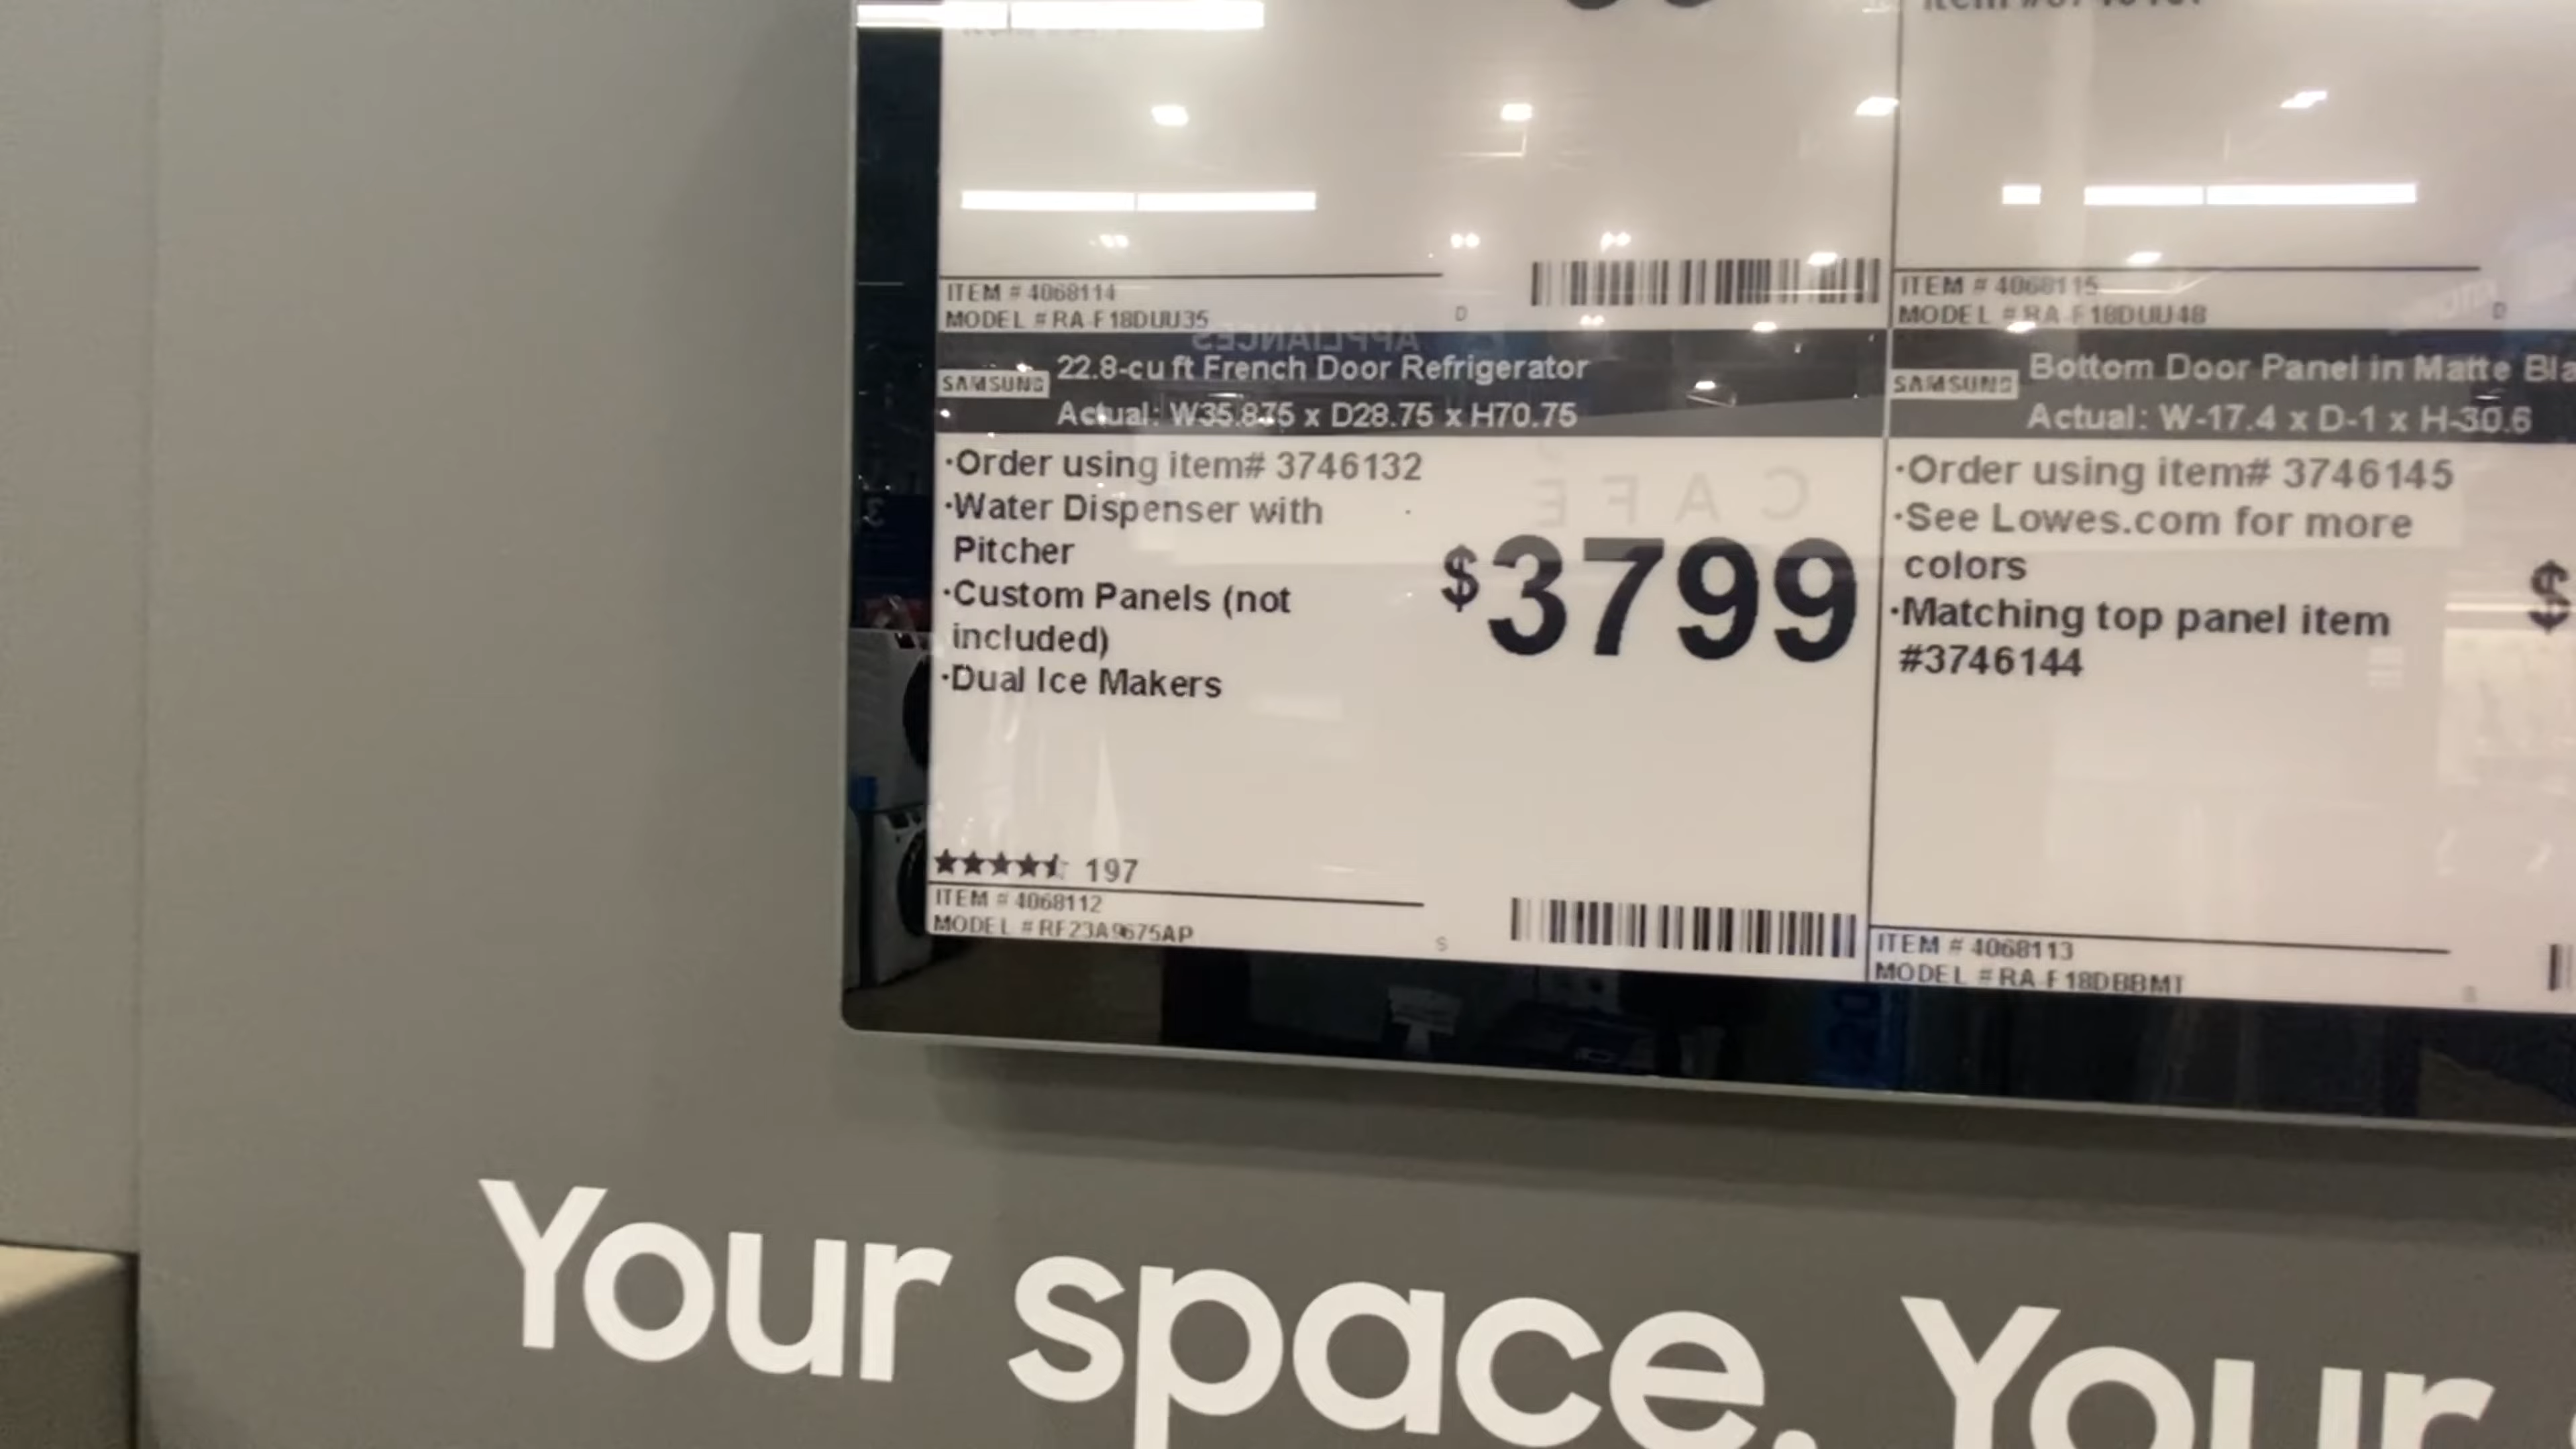 ITEM # 4068114
MODEL # RA-F18DUU35
D
SAMSUNG
22.8-cu ft French Door Refrigerator
Actual: W35.875 x D28.75 x H70.75
·Order using item# 3746132
·Water Dispenser with
Pitcher
·Custom Panels (not
included)
·Dual Ice Makers
$3799
197
ITEM # 4068112
MODEL # RF23A9675AP
S
ITEM # 4068115
MODEL # RA-F18DUU48
D
SAMSUNG
Bottom Door Panel in Matte Bla
Actual: W-17.4 x D-1 x H-30.6
·Order using item# 3746145
·See Lowes.com for more
colors
·Matching top panel item
#3746144
$
ITEM # 4068113
MODEL # RA-F18DBBMT
S
APPLIANCES
CAFE
Your space. Your